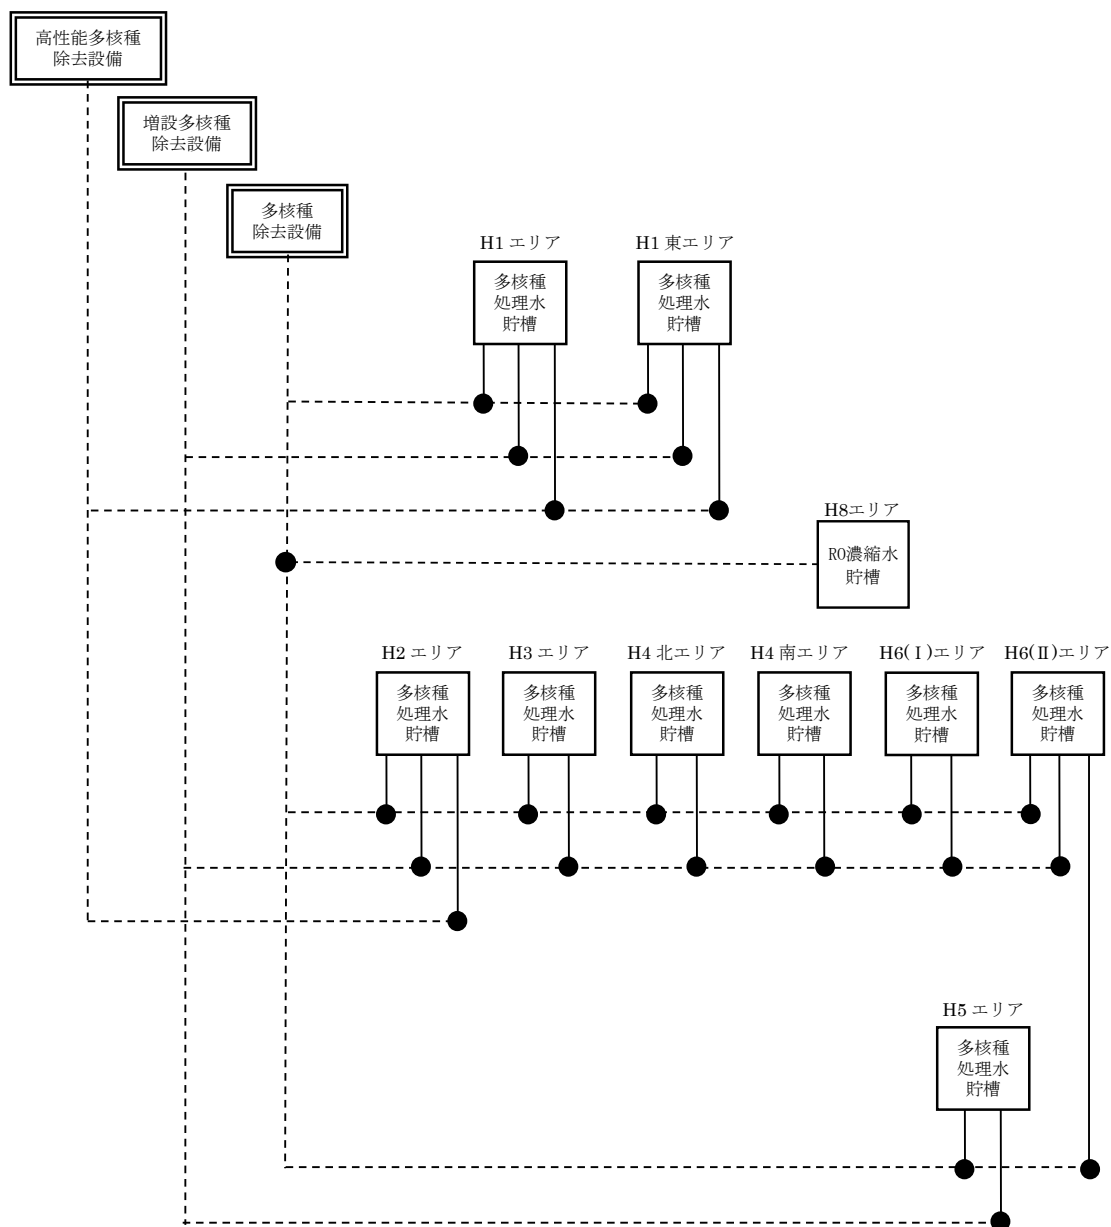 高性能多核種
除去設備
増設多核種
除去設備
多核種
除去設備
H1 エリア
多核種
処理水
貯槽
H1 東エリア
多核種
処理水
貯槽
H8エリア
RO濃縮水
貯槽
H2 エリア
多核種
処理水
貯槽
H3 エリア
多核種
処理水
貯槽
H4 北エリア
多核種
処理水
貯槽
H4 南エリア
多核種
処理水
貯槽
H6(Ⅰ)エリア
多核種
処理水
貯槽
H6(Ⅱ)エリア
多核種
処理水
貯槽
H5 エリア
多核種
処理水
貯槽